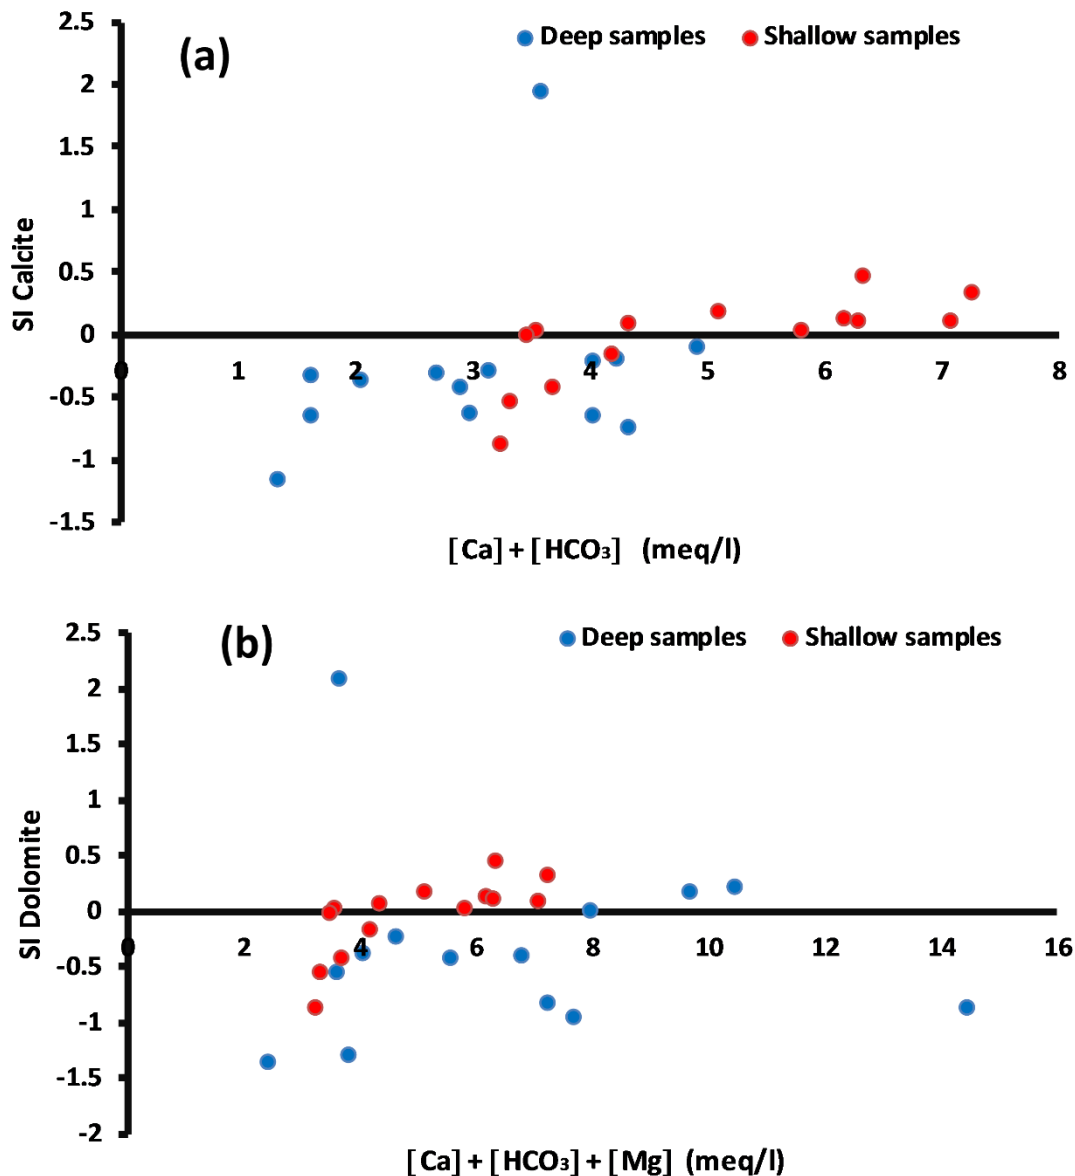 2.5
(a)
Deep samples
Shallow samples
2
1.5
1
0.5
0
-0.5
-1
-1.5
0 1 2 3 4 5 6 7 8
SI Calcite
[Ca] + [HCO₃] (meq/l)
2.5
(b)
Deep samples
Shallow samples
2
1.5
1
0.5
0
-0.5
-1
-1.5
-2
0 2 4 6 8 10 12 14 16
SI Dolomite
[Ca] + [HCO₃] + [Mg] (meq/l)